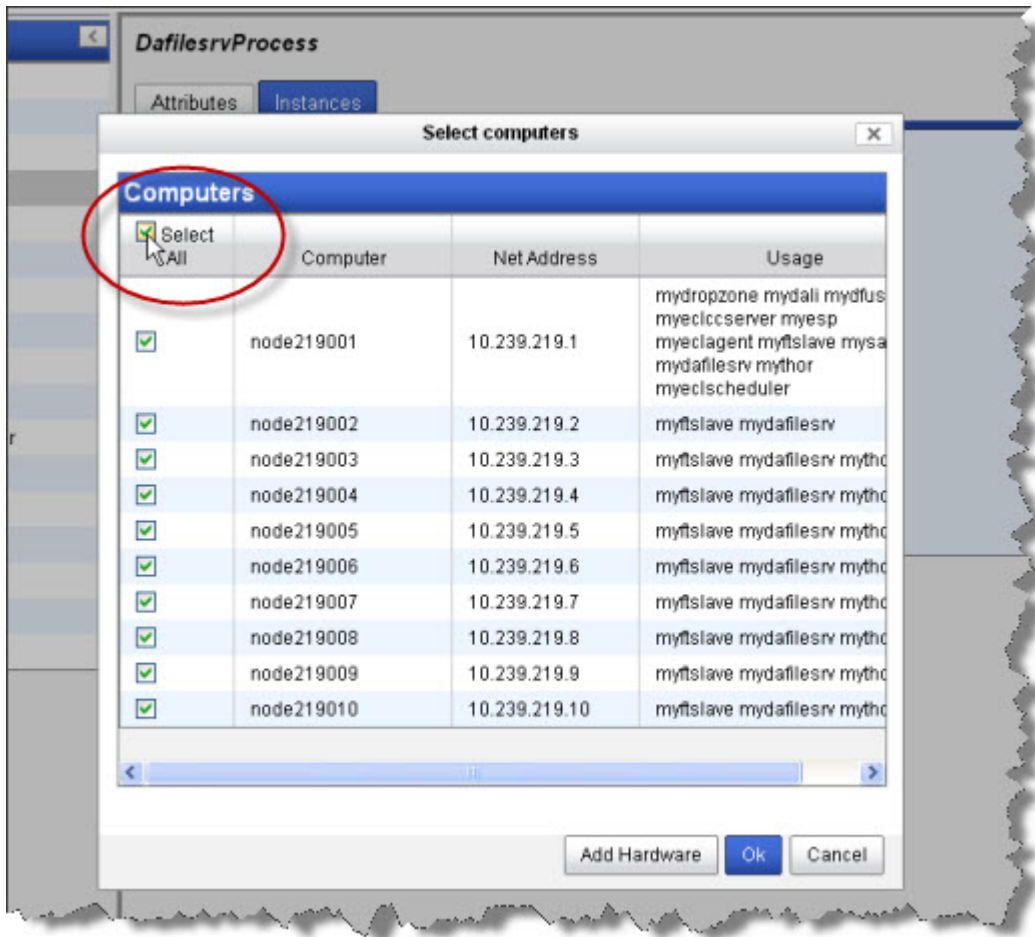 DafilesrvProcess
Attributes Instances
Select computers
Computers
Select All Computer Net Address Usage
node219001 10.239.219.1 mydropzone mydali mydfus
myeclccserver myesp
myeclagent myftslave mysa
mydafilesrv mythor
myeclscheduler
node219002 10.239.219.2 myftslave mydafilesrv
node219003 10.239.219.3 myftslave mydafilesrv mytho
node219004 10.239.219.4 myftslave mydafilesrv mytho
node219005 10.239.219.5 myftslave mydafilesrv mytho
node219006 10.239.219.6 myftslave mydafilesrv mytho
node219007 10.239.219.7 myftslave mydafilesrv mytho
node219008 10.239.219.8 myftslave mydafilesrv mytho
node219009 10.239.219.9 myftslave mydafilesrv mytho
node219010 10.239.219.10 myftslave mydafilesrv mytho
r
Add Hardware Ok Cancel